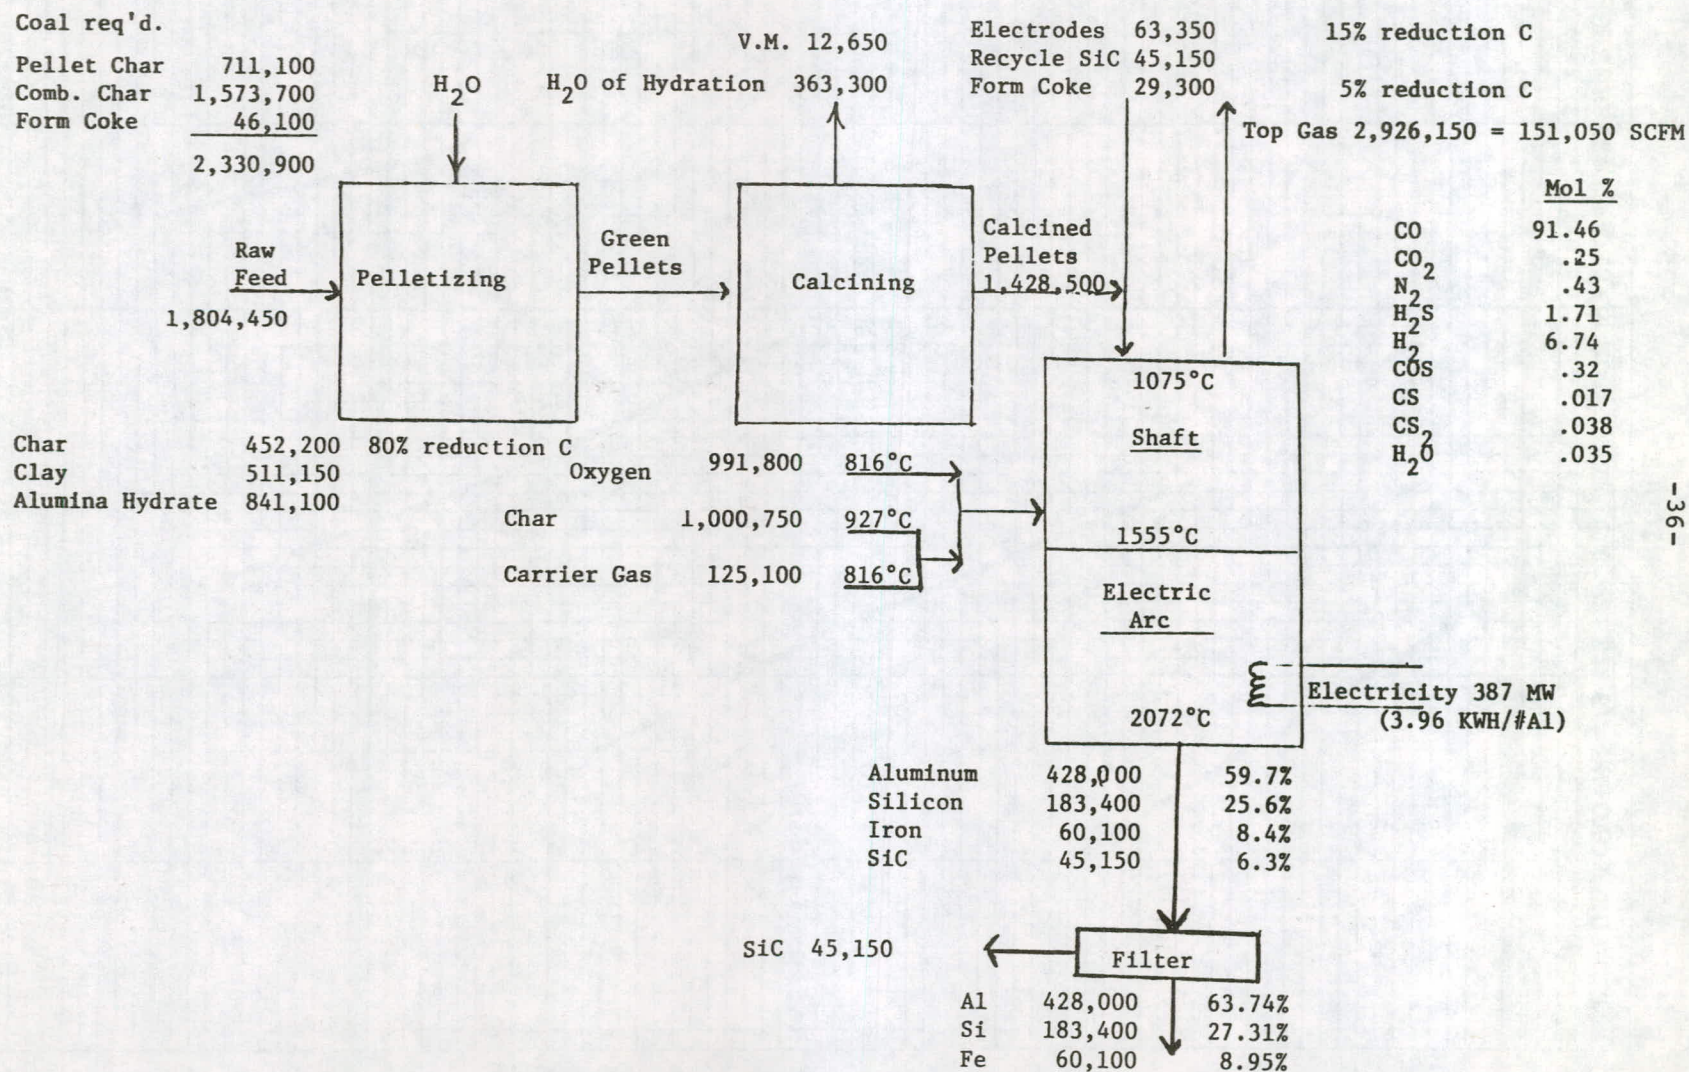 Coal req'd.
Pellet Char 711,100
Comb. Char 1,573,700
Form Coke 46,100
2,330,900
H2O
V.M. 12,650
H2O of Hydration 363,300
Electrodes 63,350 15% reduction C
Recycle SiC 45,150
Form Coke 29,300 5% reduction C
Top Gas 2,926,150 = 151,050 SCFM
Mol %
CO 91.46
CO2 .25
N2 .43
H2S 1.71
H2 6.74
COS .32
CS .017
CS2 .038
H2O .035
Raw
Feed
1,804,450
Pelletizing
Green
Pellets
Calcining
Calcined
Pellets
1,428,500
Char 452,200 80% reduction C
Clay 511,150
Alumina Hydrate 841,100
Oxygen 991,800 816°C
Char 1,000,750 927°C
Carrier Gas 125,100 816°C
1075°C
Shaft
1555°C
Electric
Arc
2072°C
Electricity 387 MW
(3.96 KWH/#Al)
-36-
Aluminum 428,000 59.7%
Silicon 183,400 25.6%
Iron 60,100 8.4%
SiC 45,150 6.3%
SiC 45,150
Filter
Al 428,000 63.74%
Si 183,400 27.31%
Fe 60,100 8.95%